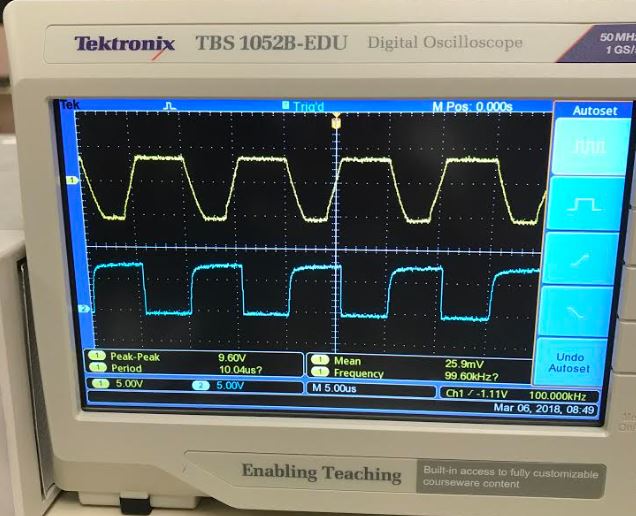 Tektronix TBS 1052B-EDU Digital Oscilloscope
50 MHz
1 GS/s
Tek Trig'd M Pos: 0.000s Autoset
1
2
1 Peak-Peak 9.60V 1 Mean 25.9mV
1 Period 10.04us? 1 Frequency 99.60kHz?
1 5.00V 2 5.00V M 5.00us Ch1 / -1.11V 100.000kHz
Mar 06, 2018, 08:49
Undo
Autoset
Enabling Teaching
Built-in access to fully customizable
courseware content